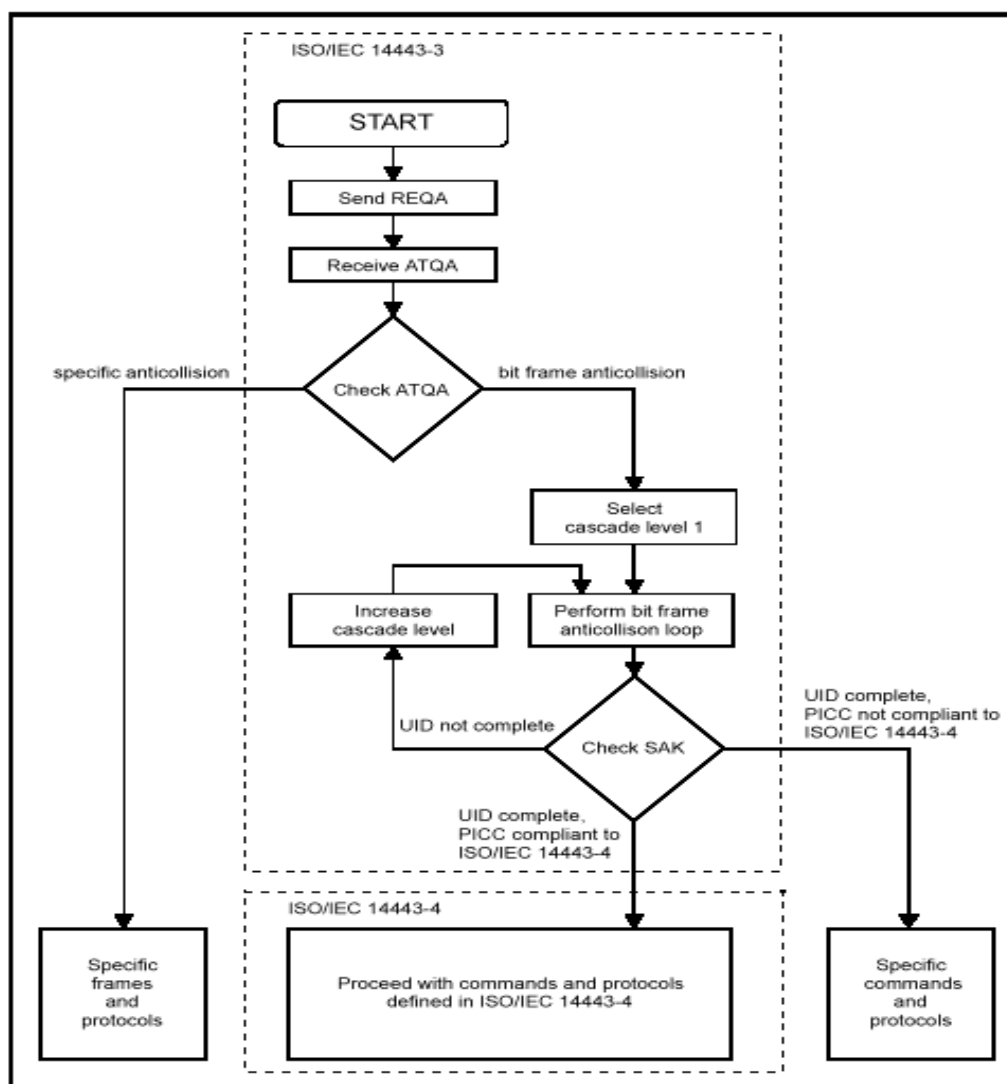 ISO/IEC 14443-3
START
Send REQA
Receive ATQA
specific anticollision
Check ATQA
bit frame anticollision
Select
cascade level 1
Increase
cascade level
Perform bit frame
anticollison loop
UID not complete
Check SAK
UID complete,
PICC not compliant to
ISO/IEC 14443-4
UID complete,
PICC compliant to
ISO/IEC 14443-4
ISO/IEC 14443-4
Specific
frames
and
protocols
Proceed with commands and protocols
defined in ISO/IEC 14443-4
Specific
commands
and
protocols